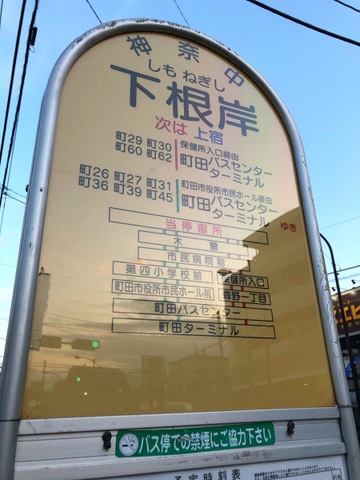 神奈中
しも ねぎし
下根岸
次は 上宿
町29 町30 保健所入口経由
町60 町62 町田バスセンター
ターミナル
町26 町27 町31 町田市役所市民ホール経由
町36 町39 町45 町田バスセンター
ターミナル
ゆき
当停留所
木曽
市民病院前
第四小学校前 保健所入口
町田市役所市民ホール前 森野一丁目
町田バスセンター
町田ターミナル
バス停での禁煙にご協力下さい
予定時刻表